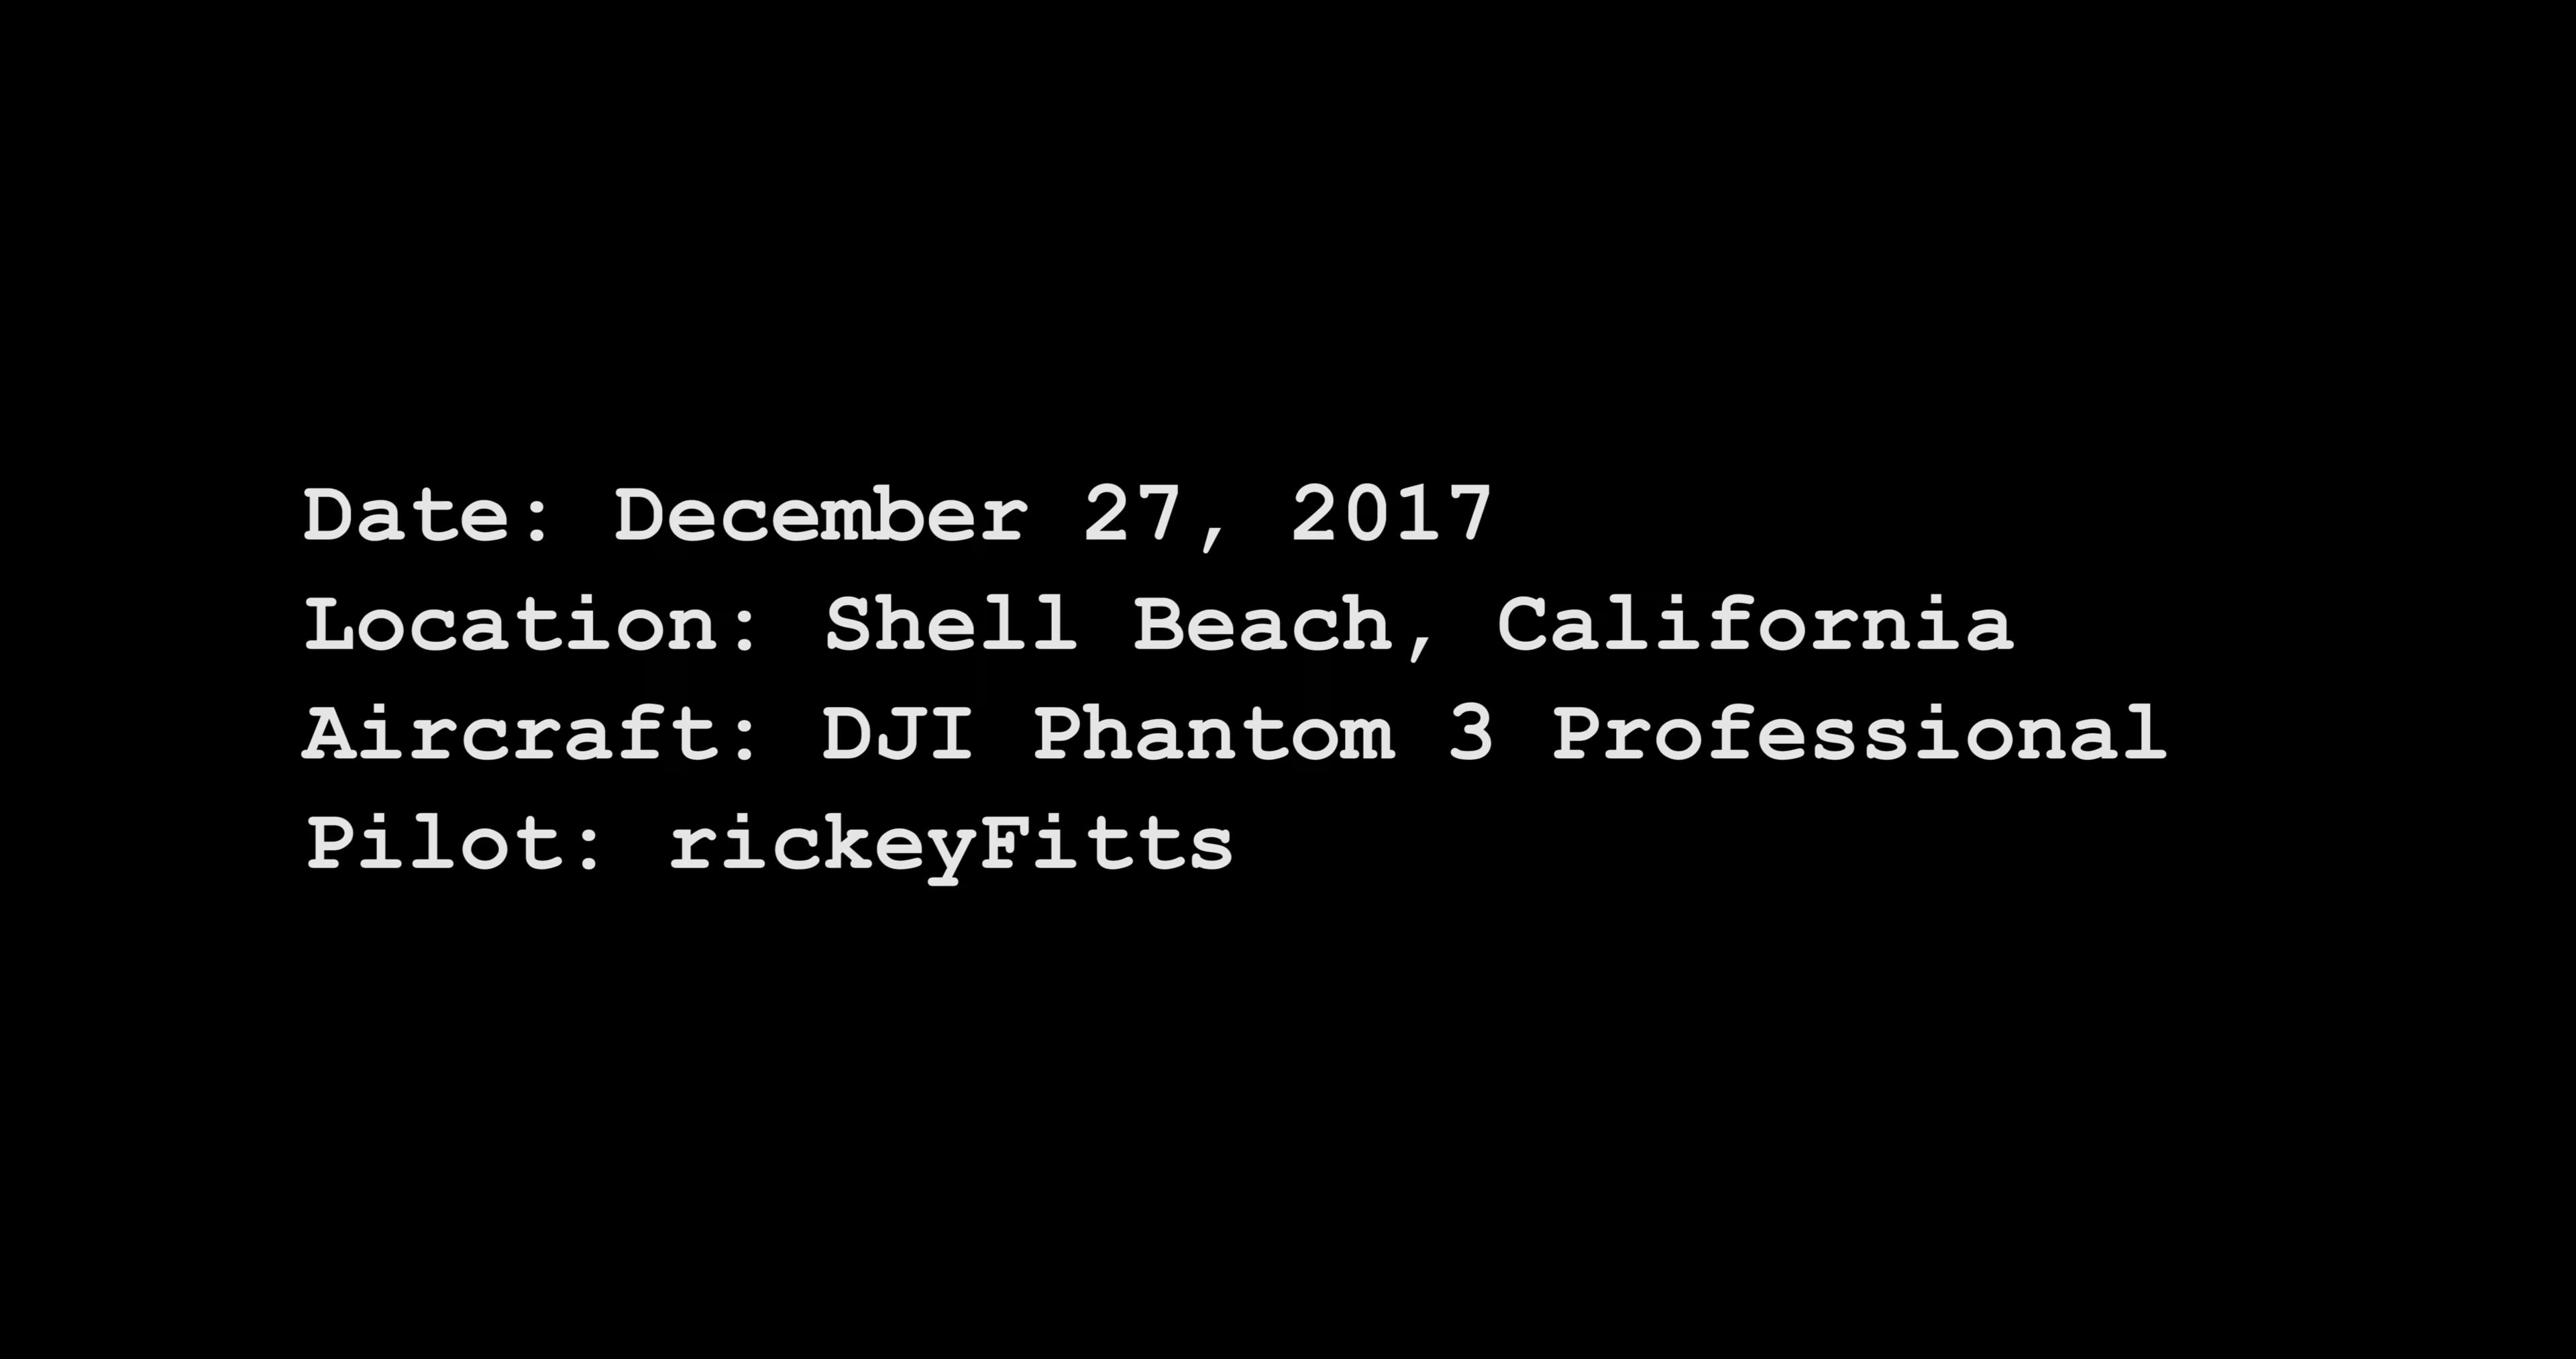 Date: December 27, 2017
Location: Shell Beach, California
Aircraft: DJI Phantom 3 Professional
Pilot: rickeyFitts